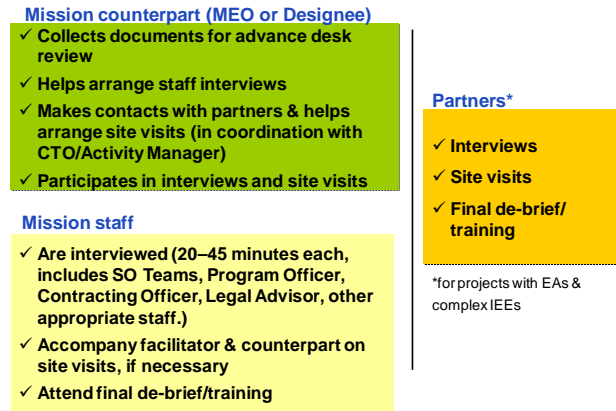 Mission counterpart (MEO or Designee)
✓ Collects documents for advance desk
review
✓ Helps arrange staff interviews
✓ Makes contacts with partners & helps
arrange site visits (in coordination with
CTO/Activity Manager)
✓ Participates in interviews and site visits
Mission staff
✓ Are interviewed (20–45 minutes each,
includes SO Teams, Program Officer,
Contracting Officer, Legal Advisor, other
appropriate staff.)
✓ Accompany facilitator & counterpart on
site visits, if necessary
✓ Attend final de-brief/training
Partners*
✓ Interviews
✓ Site visits
✓ Final de-brief/
training
*for projects with EAs &
complex IEEs